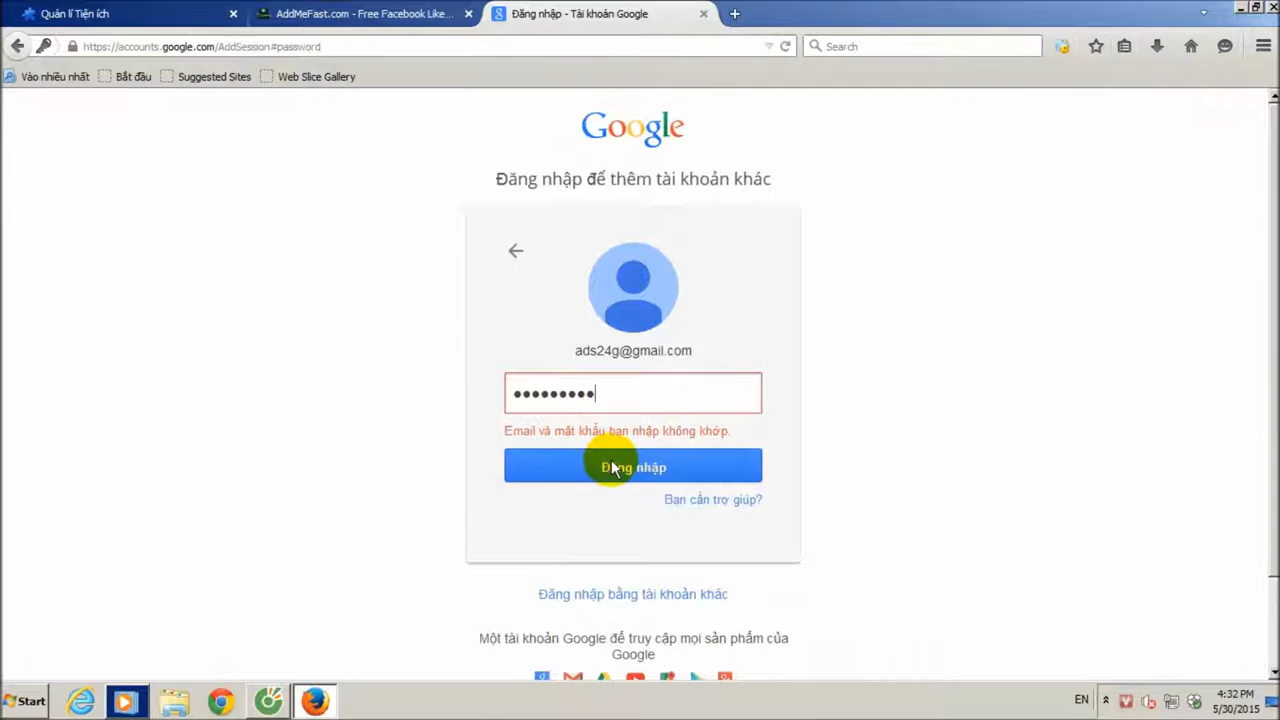 Quản lí Tiện ích
AddMeFast.com - Free Facebook Like...
Đăng nhập - Tài khoản Google
https://accounts.google.com/AddSession#password
Search
Vào nhiều nhất
Bắt đầu
Suggested Sites
Web Slice Gallery
Google
Đăng nhập để thêm tài khoản khác
ads24g@gmail.com
Email và mật khẩu bạn nhập không khớp.
Đăng nhập
Bạn cần trợ giúp?
Đăng nhập bằng tài khoản khác
Một tài khoản Google để truy cập mọi sản phẩm của
Google
Start
EN
4:32 PM
5/30/2015